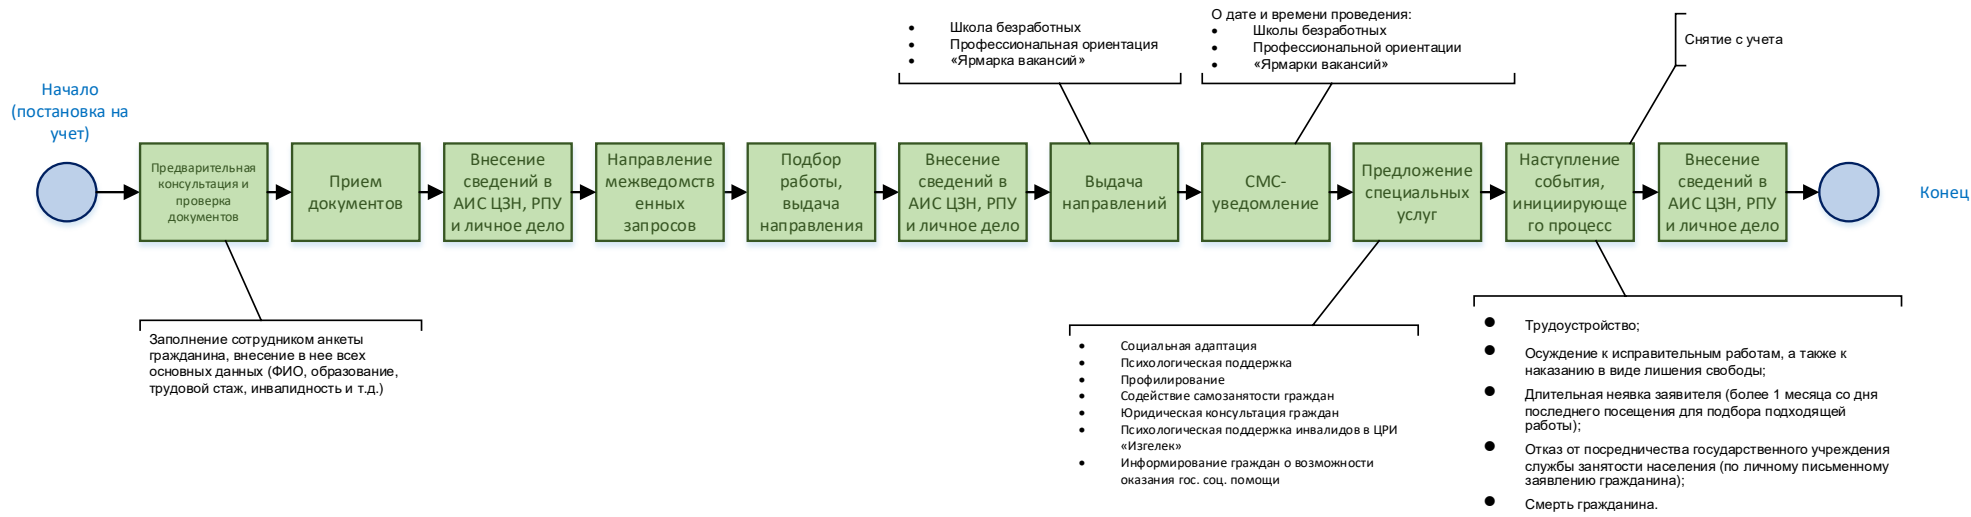 Начало
(постановка на
учет)
Предварительная
консультация и
проверка
документов
Заполнение сотрудником анкеты
гражданина, внесение в нее всех
основных данных (ФИО, образование,
трудовой стаж, инвалидность и т.д.)
Прием
документов
Внесение
сведений в
АИС ЦЗН, РПУ
и личное дело
Направление
межведомств
енных
запросов
Подбор
работы,
выдача
направления
Внесение
сведений в
АИС ЦЗН, РПУ
и личное дело
• Школа безработных
• Профессиональная ориентация
• «Ярмарка вакансий»
Выдача
направлений
О дате и времени проведения:
• Школы безработных
• Профессиональной ориентации
• «Ярмарки вакансий»
СМС-
уведомление
Предложение
специальных
услуг
• Социальная адаптация
• Психологическая поддержка
• Профилирование
• Содействие самозанятости граждан
• Юридическая консультация граждан
• Психологическая поддержка инвалидов в ЦРИ
«Изгелек»
• Информирование граждан о возможности
оказания гос. соц. помощи
Снятие с учета
Наступление
события,
инициирующе
го процесс
• Трудоустройство;
• Осуждение к исправительным работам, а также к
наказанию в виде лишения свободы;
• Длительная неявка заявителя (более 1 месяца со дня
последнего посещения для подбора подходящей
работы);
• Отказ от посредничества государственного учреждения
службы занятости населения (по личному письменному
заявлению гражданина);
• Смерть гражданина.
Внесение
сведений в
АИС ЦЗН, РПУ
и личное дело
Конец